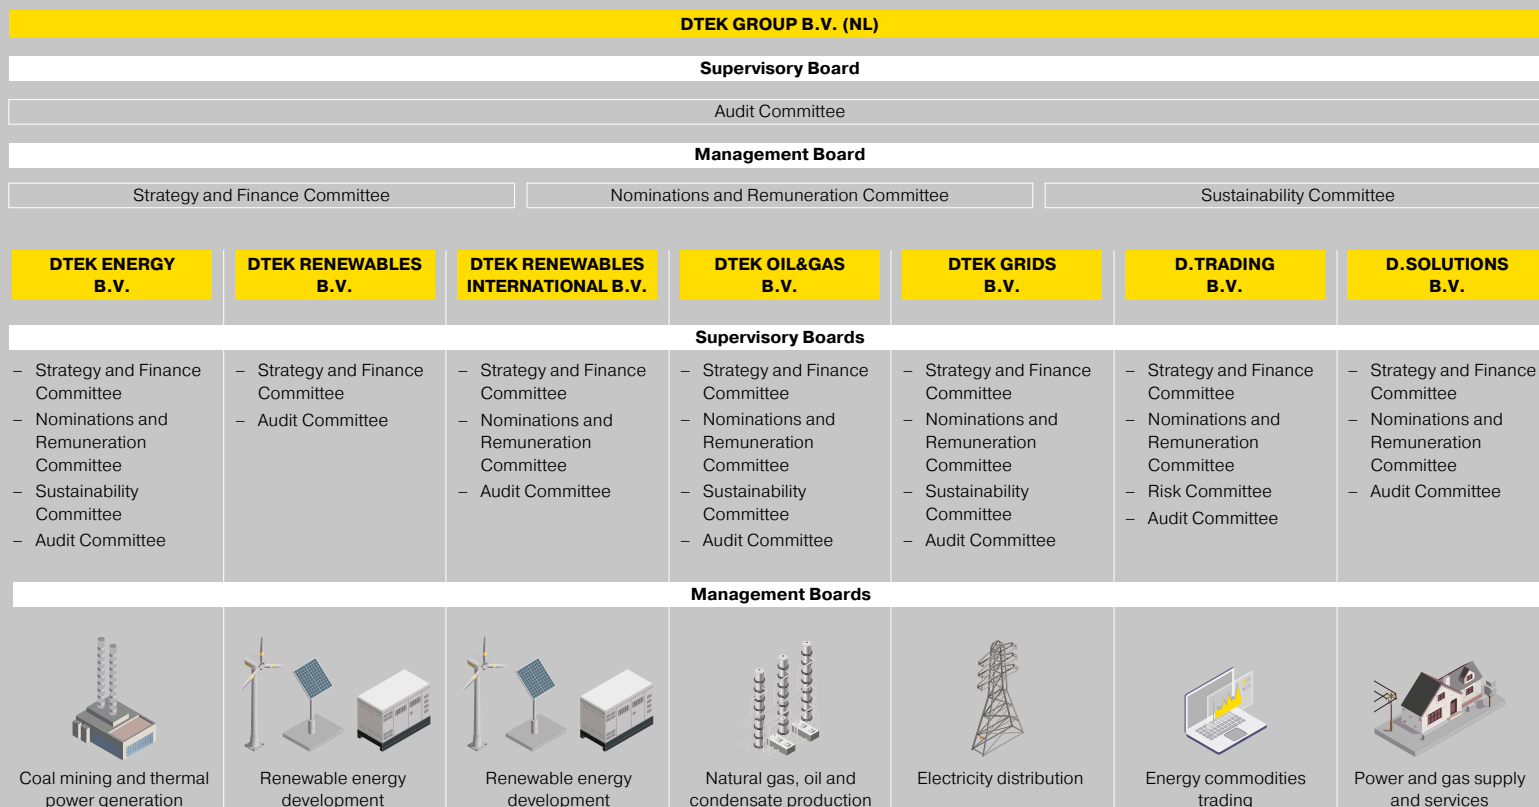 DTEK GROUP B.V. (NL)
Supervisory Board
Audit Committee
Management Board
Strategy and Finance Committee
Nominations and Remuneration Committee
Sustainability Committee
DTEK ENERGY
B.V.
DTEK RENEWABLES
B.V.
DTEK RENEWABLES
INTERNATIONAL B.V.
DTEK OIL&GAS
B.V.
DTEK GRIDS
B.V.
D.TRADING
B.V.
D.SOLUTIONS
B.V.
Supervisory Boards
– Strategy and Finance
Committee
– Nominations and
Remuneration
Committee
– Sustainability
Committee
– Audit Committee
– Strategy and Finance
Committee
– Audit Committee
– Strategy and Finance
Committee
– Nominations and
Remuneration
Committee
– Audit Committee
– Strategy and Finance
Committee
– Nominations and
Remuneration
Committee
– Sustainability
Committee
– Audit Committee
– Strategy and Finance
Committee
– Nominations and
Remuneration
Committee
– Sustainability
Committee
– Audit Committee
– Strategy and Finance
Committee
– Nominations and
Remuneration
Committee
– Risk Committee
– Audit Committee
– Strategy and Finance
Committee
– Nominations and
Remuneration
Committee
– Audit Committee
Management Boards
Coal mining and thermal
power generation
Renewable energy
development
Renewable energy
development
Natural gas, oil and
condensate production
Electricity distribution
Energy commodities
trading
Power and gas supply
and services